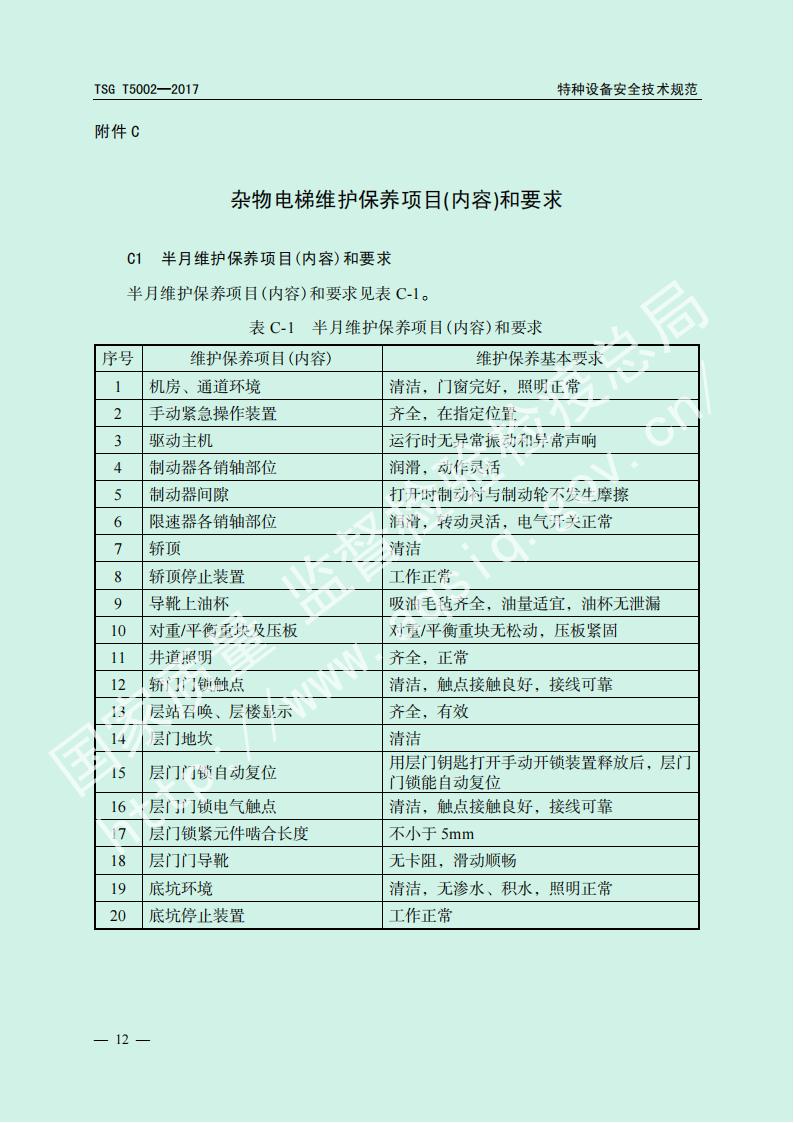 TSG T5002—2017 特种设备安全技术规范
附件 C
杂物电梯维护保养项目(内容)和要求
C1 半月维护保养项目(内容)和要求
半月维护保养项目(内容)和要求见表 C-1。
表 C-1 半月维护保养项目(内容)和要求
序号 维护保养项目(内容) 维护保养基本要求
1 机房、通道环境 清洁，门窗完好，照明正常
2 手动紧急操作装置 齐全，在指定位置
3 驱动主机 运行时无异常振动和异常声响
4 制动器各销轴部位 润滑，动作灵活
5 制动器间隙 打开时制动衬与制动轮不发生摩擦
6 限速器各销轴部位 润滑，转动灵活，电气开关正常
7 轿顶 清洁
8 轿顶停止装置 工作正常
9 导靴上油杯 吸油毛毡齐全，油量适宜，油杯无泄漏
10 对重/平衡重块及压板 对重/平衡重块无松动，压板紧固
11 井道照明 齐全，正常
12 轿门门锁触点 清洁，触点接触良好，接线可靠
13 层站召唤、层楼显示 齐全，有效
14 层门地坎 清洁
15 层门门锁自动复位 用层门钥匙打开手动开锁装置释放后，层门
门锁能自动复位
16 层门门锁电气触点 清洁，触点接触良好，接线可靠
17 层门锁紧元件啮合长度 不小于 5mm
18 层门门导靴 无卡阻，滑动顺畅
19 底坑环境 清洁，无渗水、积水，照明正常
20 底坑停止装置 工作正常
— 12 —
国家质量监督检验检疫总局
http://www.aqsiq.gov.cn/